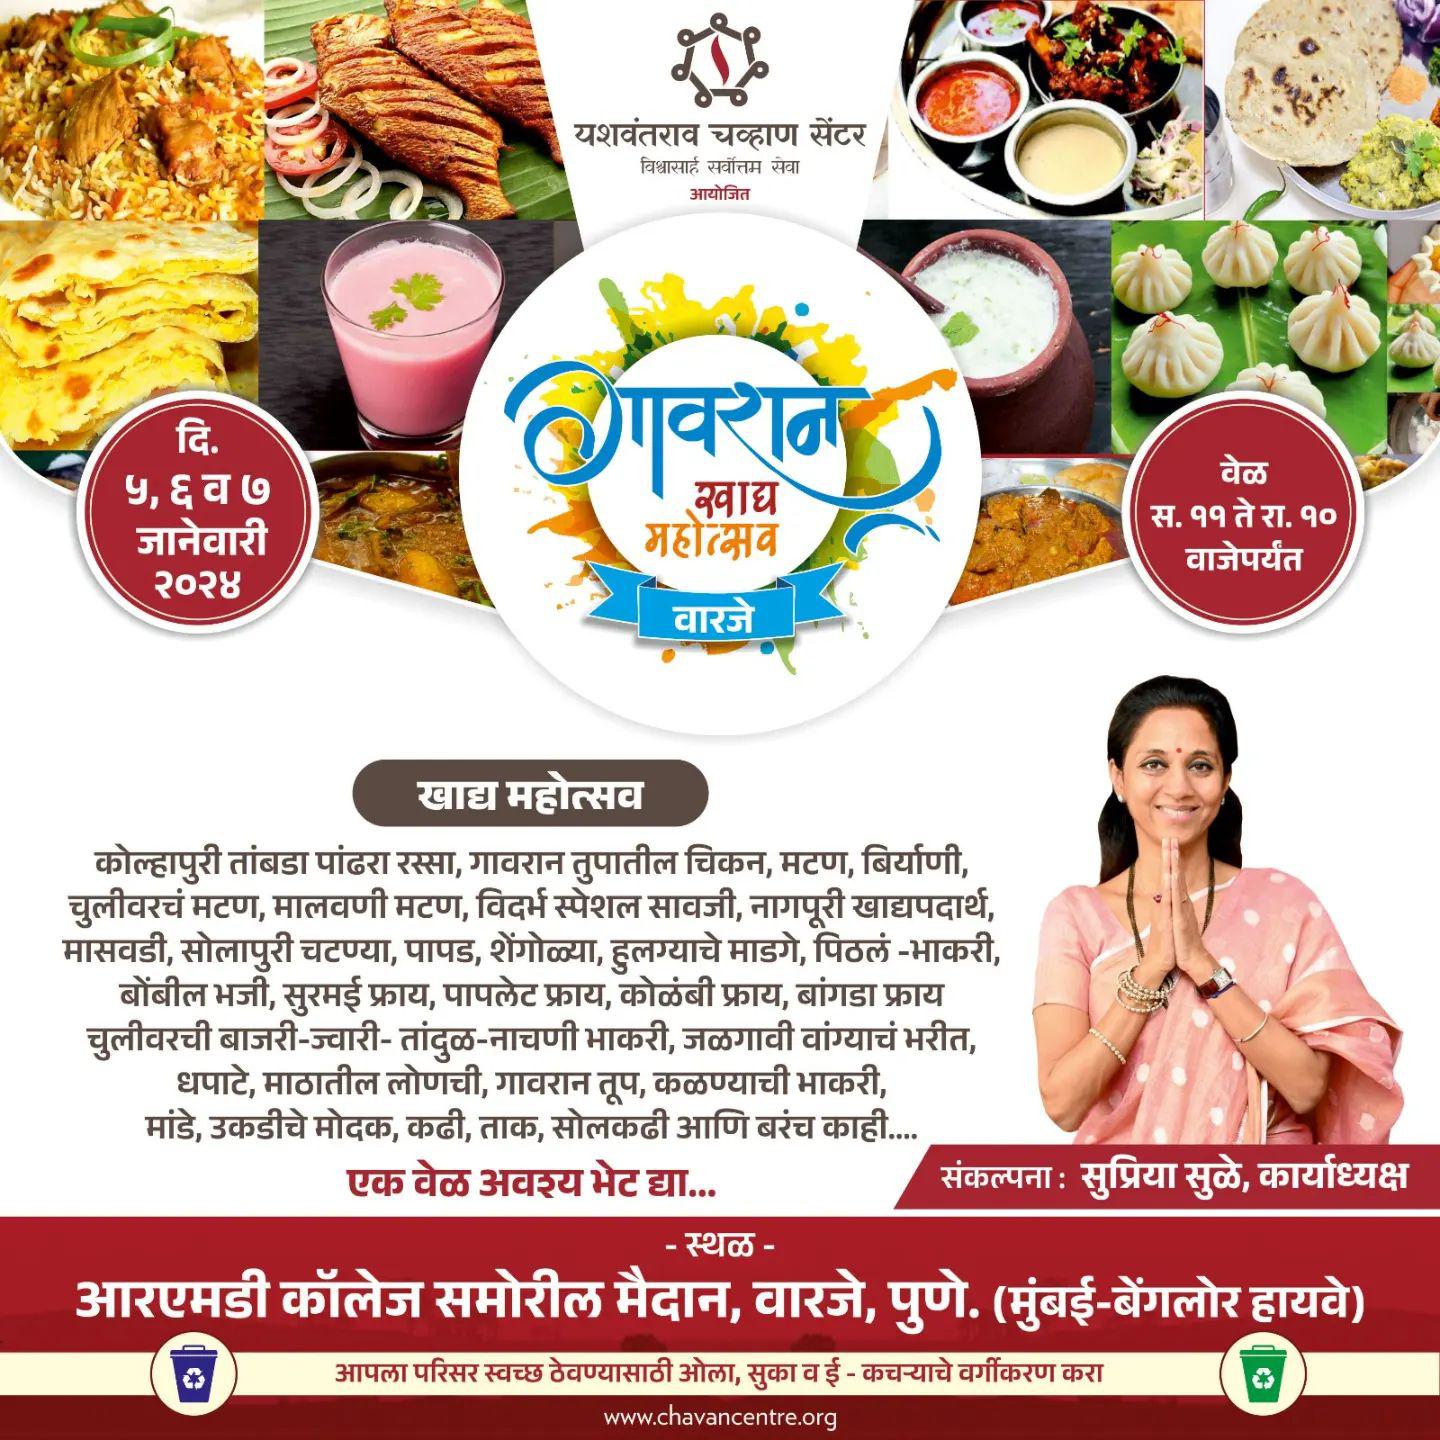 यशवंतराव चव्हाण सेंटर
विश्वासार्ह सर्वोत्तम सेवा
आयोजित
गावरान
खाद्य
महोत्सव
वारजे
दि.
५, ६ व ७
जानेवारी
२०२४
वेळ
स. ११ ते रा. १०
वाजेपर्यंत
खाद्य महोत्सव
कोल्हापुरी तांबडा पांढरा रस्सा, गावरान तुपातील चिकन, मटण, बिर्याणी,
चुलीवरचं मटण, मालवणी मटण, विदर्भ स्पेशल सावजी, नागपूरी खाद्यपदार्थ,
मासवडी, सोलापुरी चटण्या, पापड, शेंगोळ्या, हुलग्याचे माडगे, पिठलं -भाकरी,
बोंबील भजी, सुरमई फ्राय, पापलेट फ्राय, कोळंबी फ्राय, बांगडा फ्राय
चुलीवरची बाजरी-ज्वारी- तांदुळ-नाचणी भाकरी, जळगावी वांग्याचं भरीत,
धपाटे, माठातील लोणची, गावरान तूप, कळण्याची भाकरी,
मांडे, उकडीचे मोदक, कढी, ताक, सोलकढी आणि बरंच काही....
एक वेळ अवश्य भेट द्या...
संकल्पना : सुप्रिया सुळे, कार्याध्यक्ष
- स्थळ -
आरएमडी कॉलेज समोरील मैदान, वारजे, पुणे. (मुंबई-बेंगलोर हायवे)
आपला परिसर स्वच्छ ठेवण्यासाठी ओला, सुका व ई - कचऱ्याचे वर्गीकरण करा
www.chavancentre.org